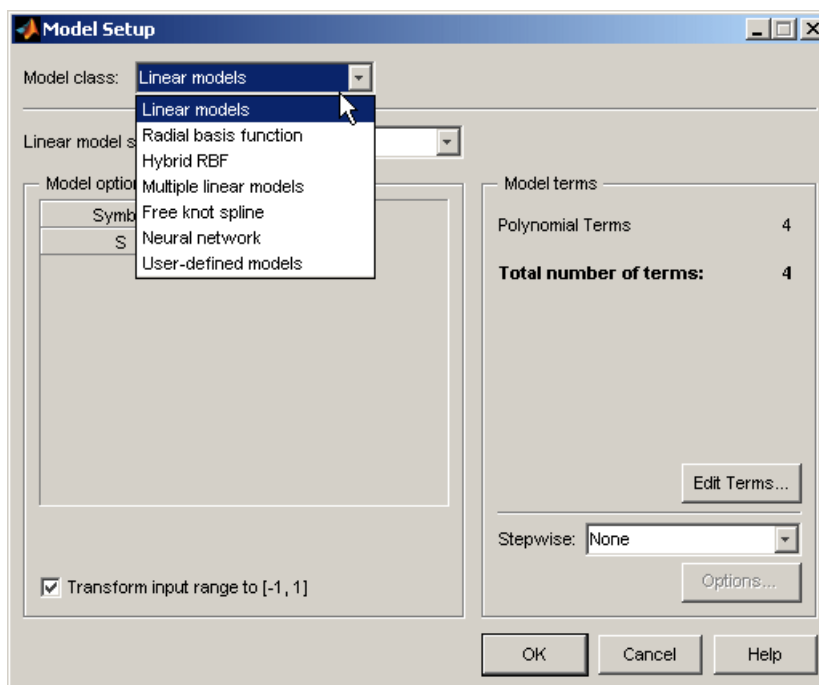 Model Setup
Model class: Linear models
Linear models
Linear model s
Radial basis function
Hybrid RBF
Multiple linear models
Free knot spline
Neural network
User-defined models
Model option
Symb
S
Transform input range to [-1, 1]
Model terms
Polynomial Terms 4
Total number of terms: 4
Edit Terms...
Stepwise: None
Options...
OK Cancel Help